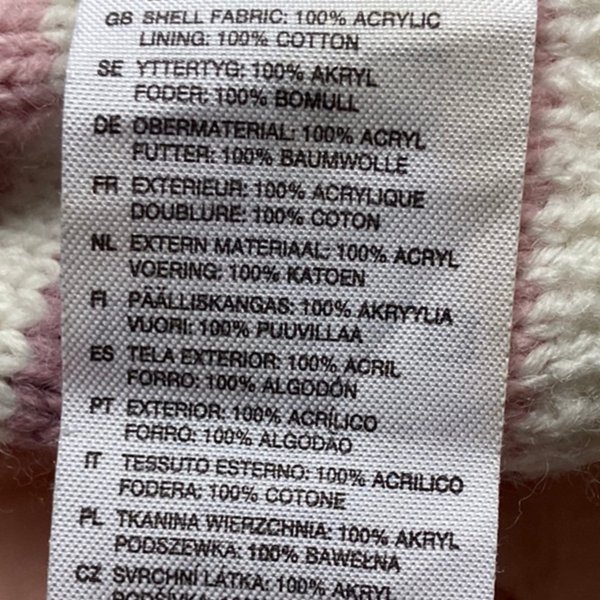 GB SHELL FABRIC: 100% ACRYLIC
LINING: 100% COTTON
SE YTTERTYG: 100% AKRYL
FODER: 100% BOMULL
DE OBERMATERIAL: 100% ACRYL
FUTTER: 100% BAUMWOLLE
FR EXTERIEUR: 100% ACRYLIQUE
DOUBLURE: 100% COTON
NL EXTERN MATERIAAL: 100% ACRYL
VOERING: 100% KATOEN
FI PÄÄLLISKANGAS: 100% AKRYYLIA
VUORI: 100% PUUVILLAA
ES TELA EXTERIOR: 100% ACRIL
FORRO: 100% ALGODÓN
PT EXTERIOR: 100% ACRÍLICO
FORRO: 100% ALGODAO
IT TESSUTO ESTERNO: 100% ACRILICO
FODERA: 100% COTONE
PL TKANINA WIERZCHNIA: 100% AKRYL
PODSZEWKA: 100% BAWEŁNA
CZ SVRCHNÍ LÁTKA: 100% AKRYL